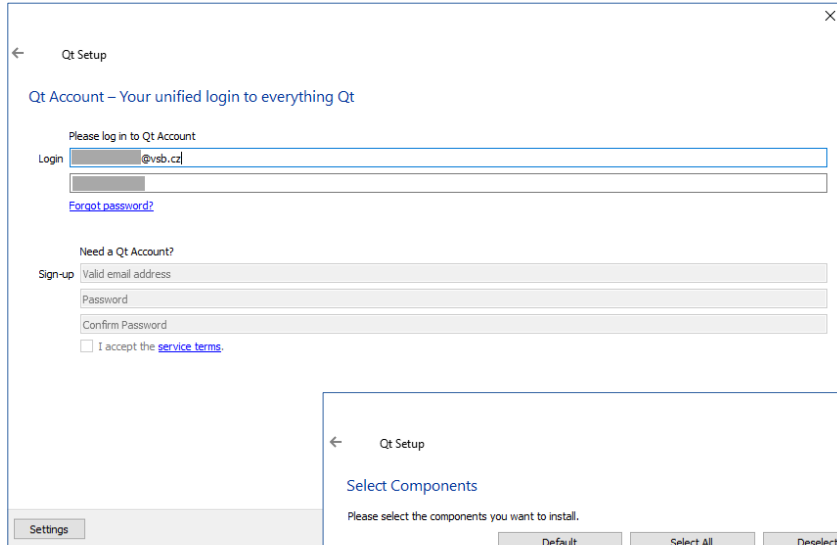 Qt Setup
Qt Account – Your unified login to everything Qt
Please log in to Qt Account
Login @vsb.cz
Forgot password?
Need a Qt Account?
Sign-up Valid email address
Password
Confirm Password
I accept the service terms.
Settings
Qt Setup
Select Components
Please select the components you want to install.
Default Select All Deselect